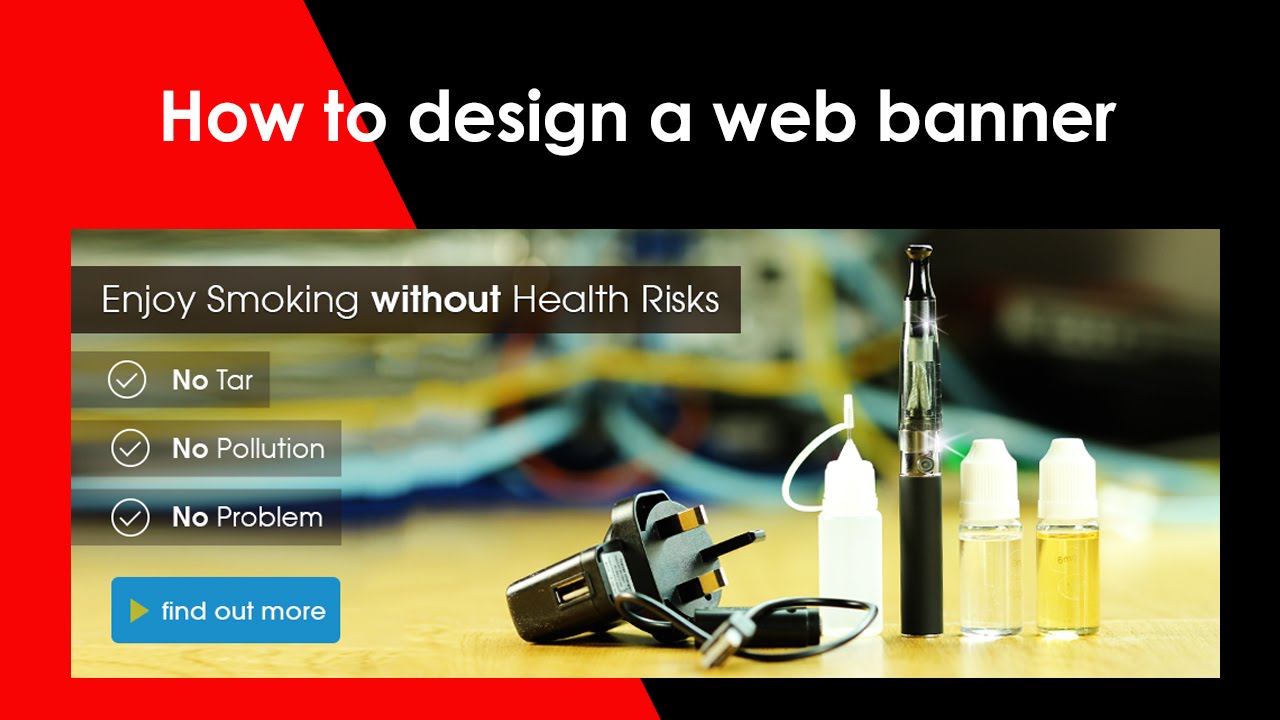 How to design a web banner
Enjoy Smoking without Health Risks
No Tar
No Pollution
No Problem
find out more